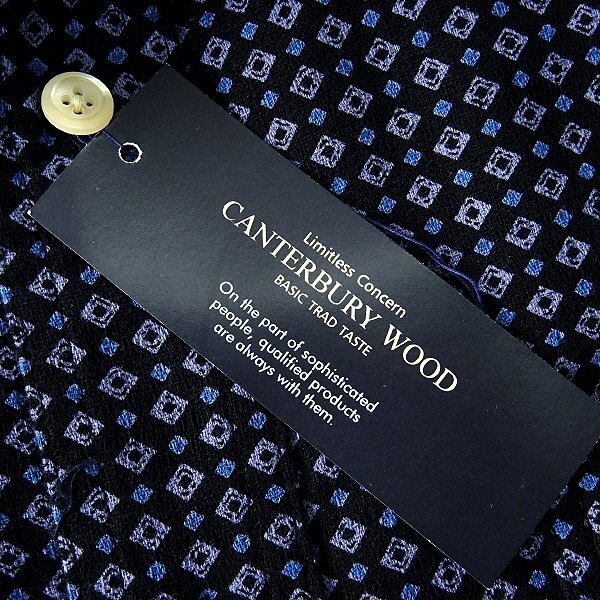 Limitless Concern
CANTERBURY WOOD
BASIC TRAD TASTE
On the part of sophisticated
people, qualified products
are always with them.